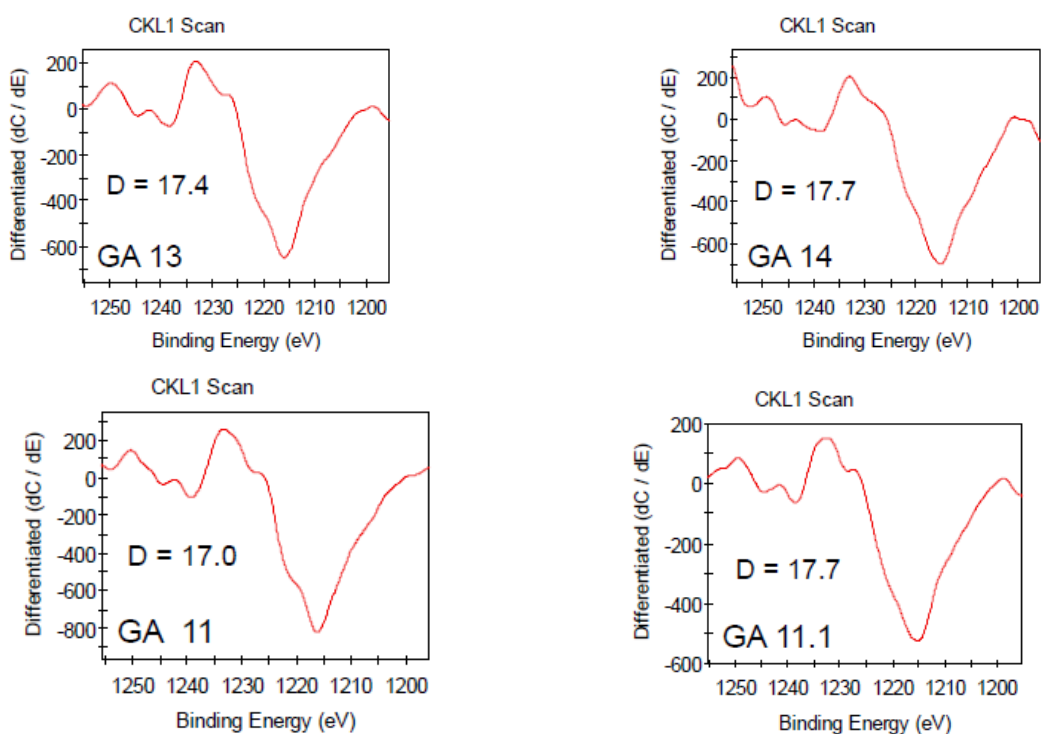 CKL1 Scan
Differentiated (dC / dE)
200
0
-200
-400
-600
D = 17.4
GA 13
1250 1240 1230 1220 1210 1200
Binding Energy (eV)
CKL1 Scan
Differentiated (dC / dE)
200
0
-200
-400
-600
D = 17.7
GA 14
1250 1240 1230 1220 1210 1200
Binding Energy (eV)
CKL1 Scan
Differentiated (dC / dE)
200
0
-200
-400
-600
-800
D = 17.0
GA 11
1250 1240 1230 1220 1210 1200
Binding Energy (eV)
CKL1 Scan
Differentiated (dC / dE)
200
0
-200
-400
-600
D = 17.7
GA 11.1
1250 1240 1230 1220 1210 1200
Binding Energy (eV)